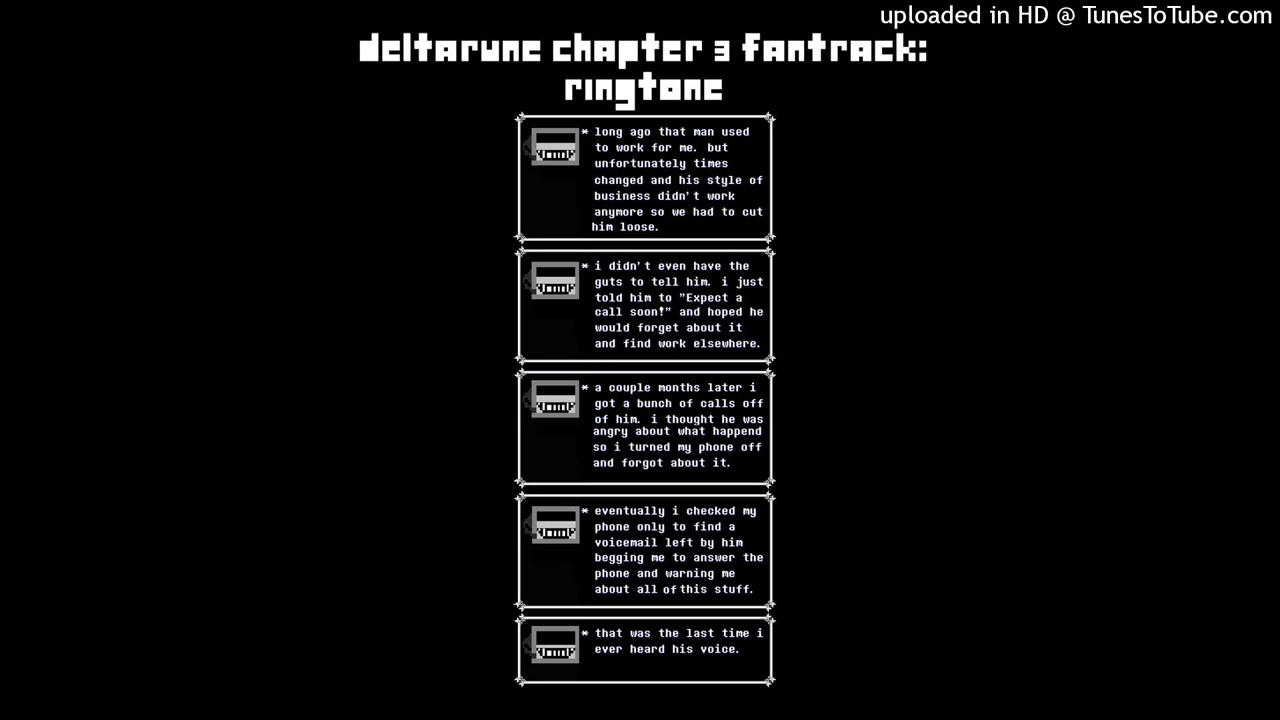 uploaded in HD @ TunesToTube.com
deltarune chapter 3 fantrack:
ringtone
* long ago that man used
to work for me. but
unfortunately times
changed and his style of
business didn't work
anymore so we had to cut
him loose.
* i didn't even have the
guts to tell him. i just
told him to "Expect a
call soon!" and hoped he
would forget about it
and find work elsewhere.
* a couple months later i
got a bunch of calls off
of him. i thought he was
angry about what happend
so i turned my phone off
and forgot about it.
* eventually i checked my
phone only to find a
voicemail left by him
begging me to answer the
phone and warning me
about all of this stuff.
* that was the last time i
ever heard his voice.